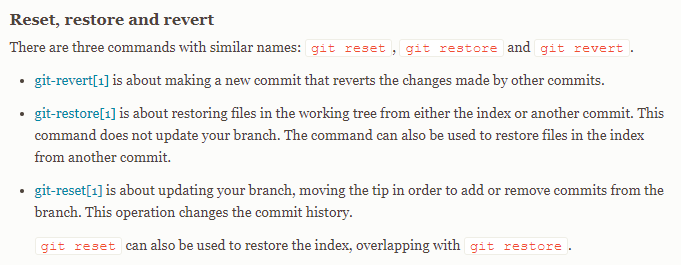 Reset, restore and revert
There are three commands with similar names: git reset, git restore and git revert.
• git-revert[1] is about making a new commit that reverts the changes made by other commits.
• git-restore[1] is about restoring files in the working tree from either the index or another commit. This
command does not update your branch. The command can also be used to restore files in the index
from another commit.
• git-reset[1] is about updating your branch, moving the tip in order to add or remove commits from the
branch. This operation changes the commit history.
git reset can also be used to restore the index, overlapping with git restore.